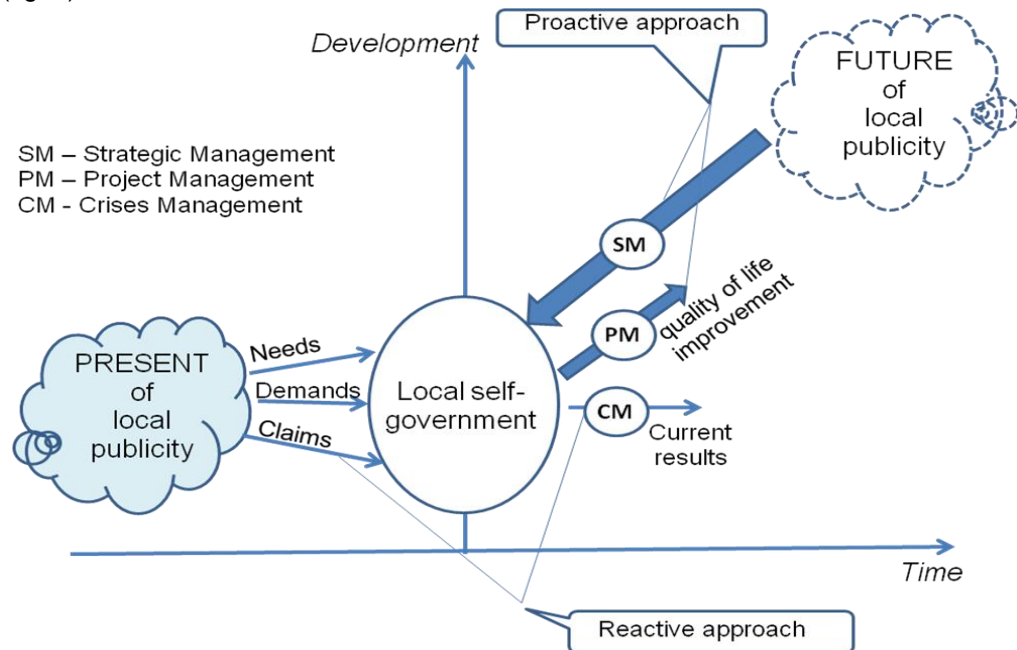 Proactive approach
Development
FUTURE
of
local
publicity
SM – Strategic Management
PM – Project Management
CM - Crises Management
SM
quality of life
improvement
PM
Needs
PRESENT
of
local
publicity
Demands
Local self-
government
CM
Claims
Current
results
Time
Reactive approach